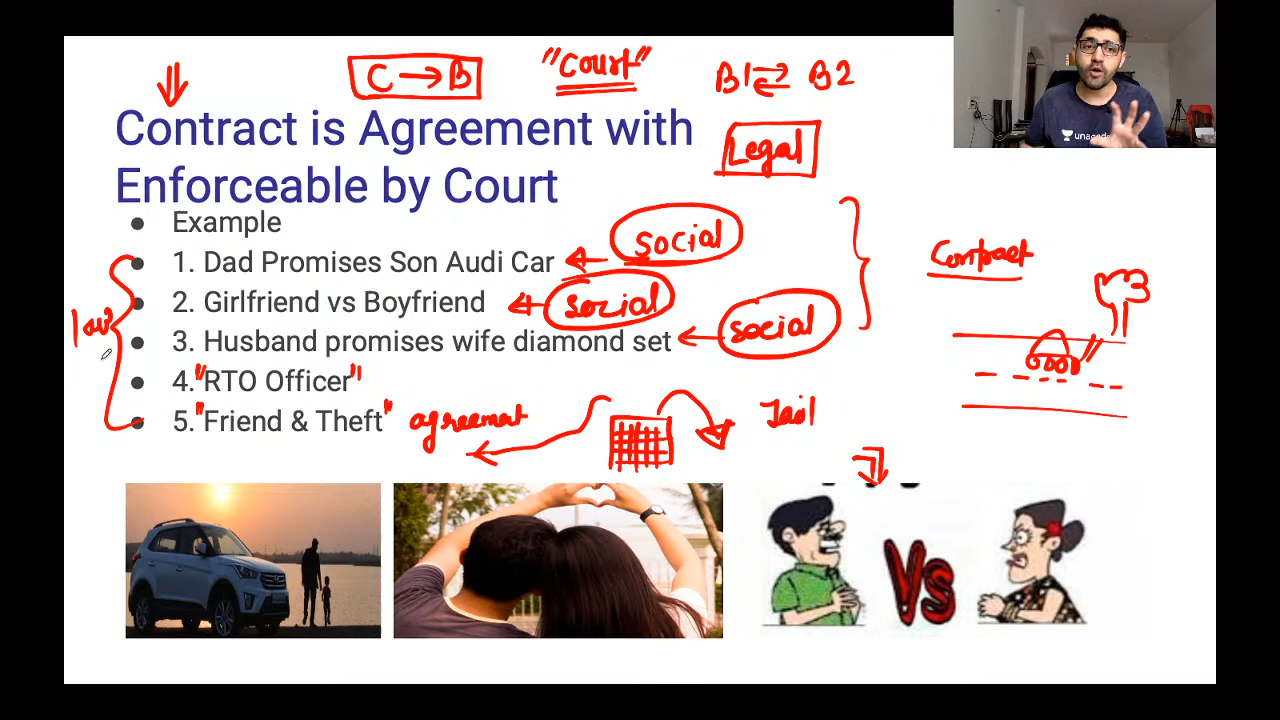 C → B
"Court"
B1 ⇄ B2
Contract is Agreement with
Enforceable by Court
Legal
• Example
• 1. Dad Promises Son Audi Car
social
• 2. Girlfriend vs Boyfriend
social
• 3. Husband promises wife diamond set
social
• 4. "RTO Officer"
• 5. "Friend & Theft"
agreement
Jail
law
Contract
Vs
unacademy